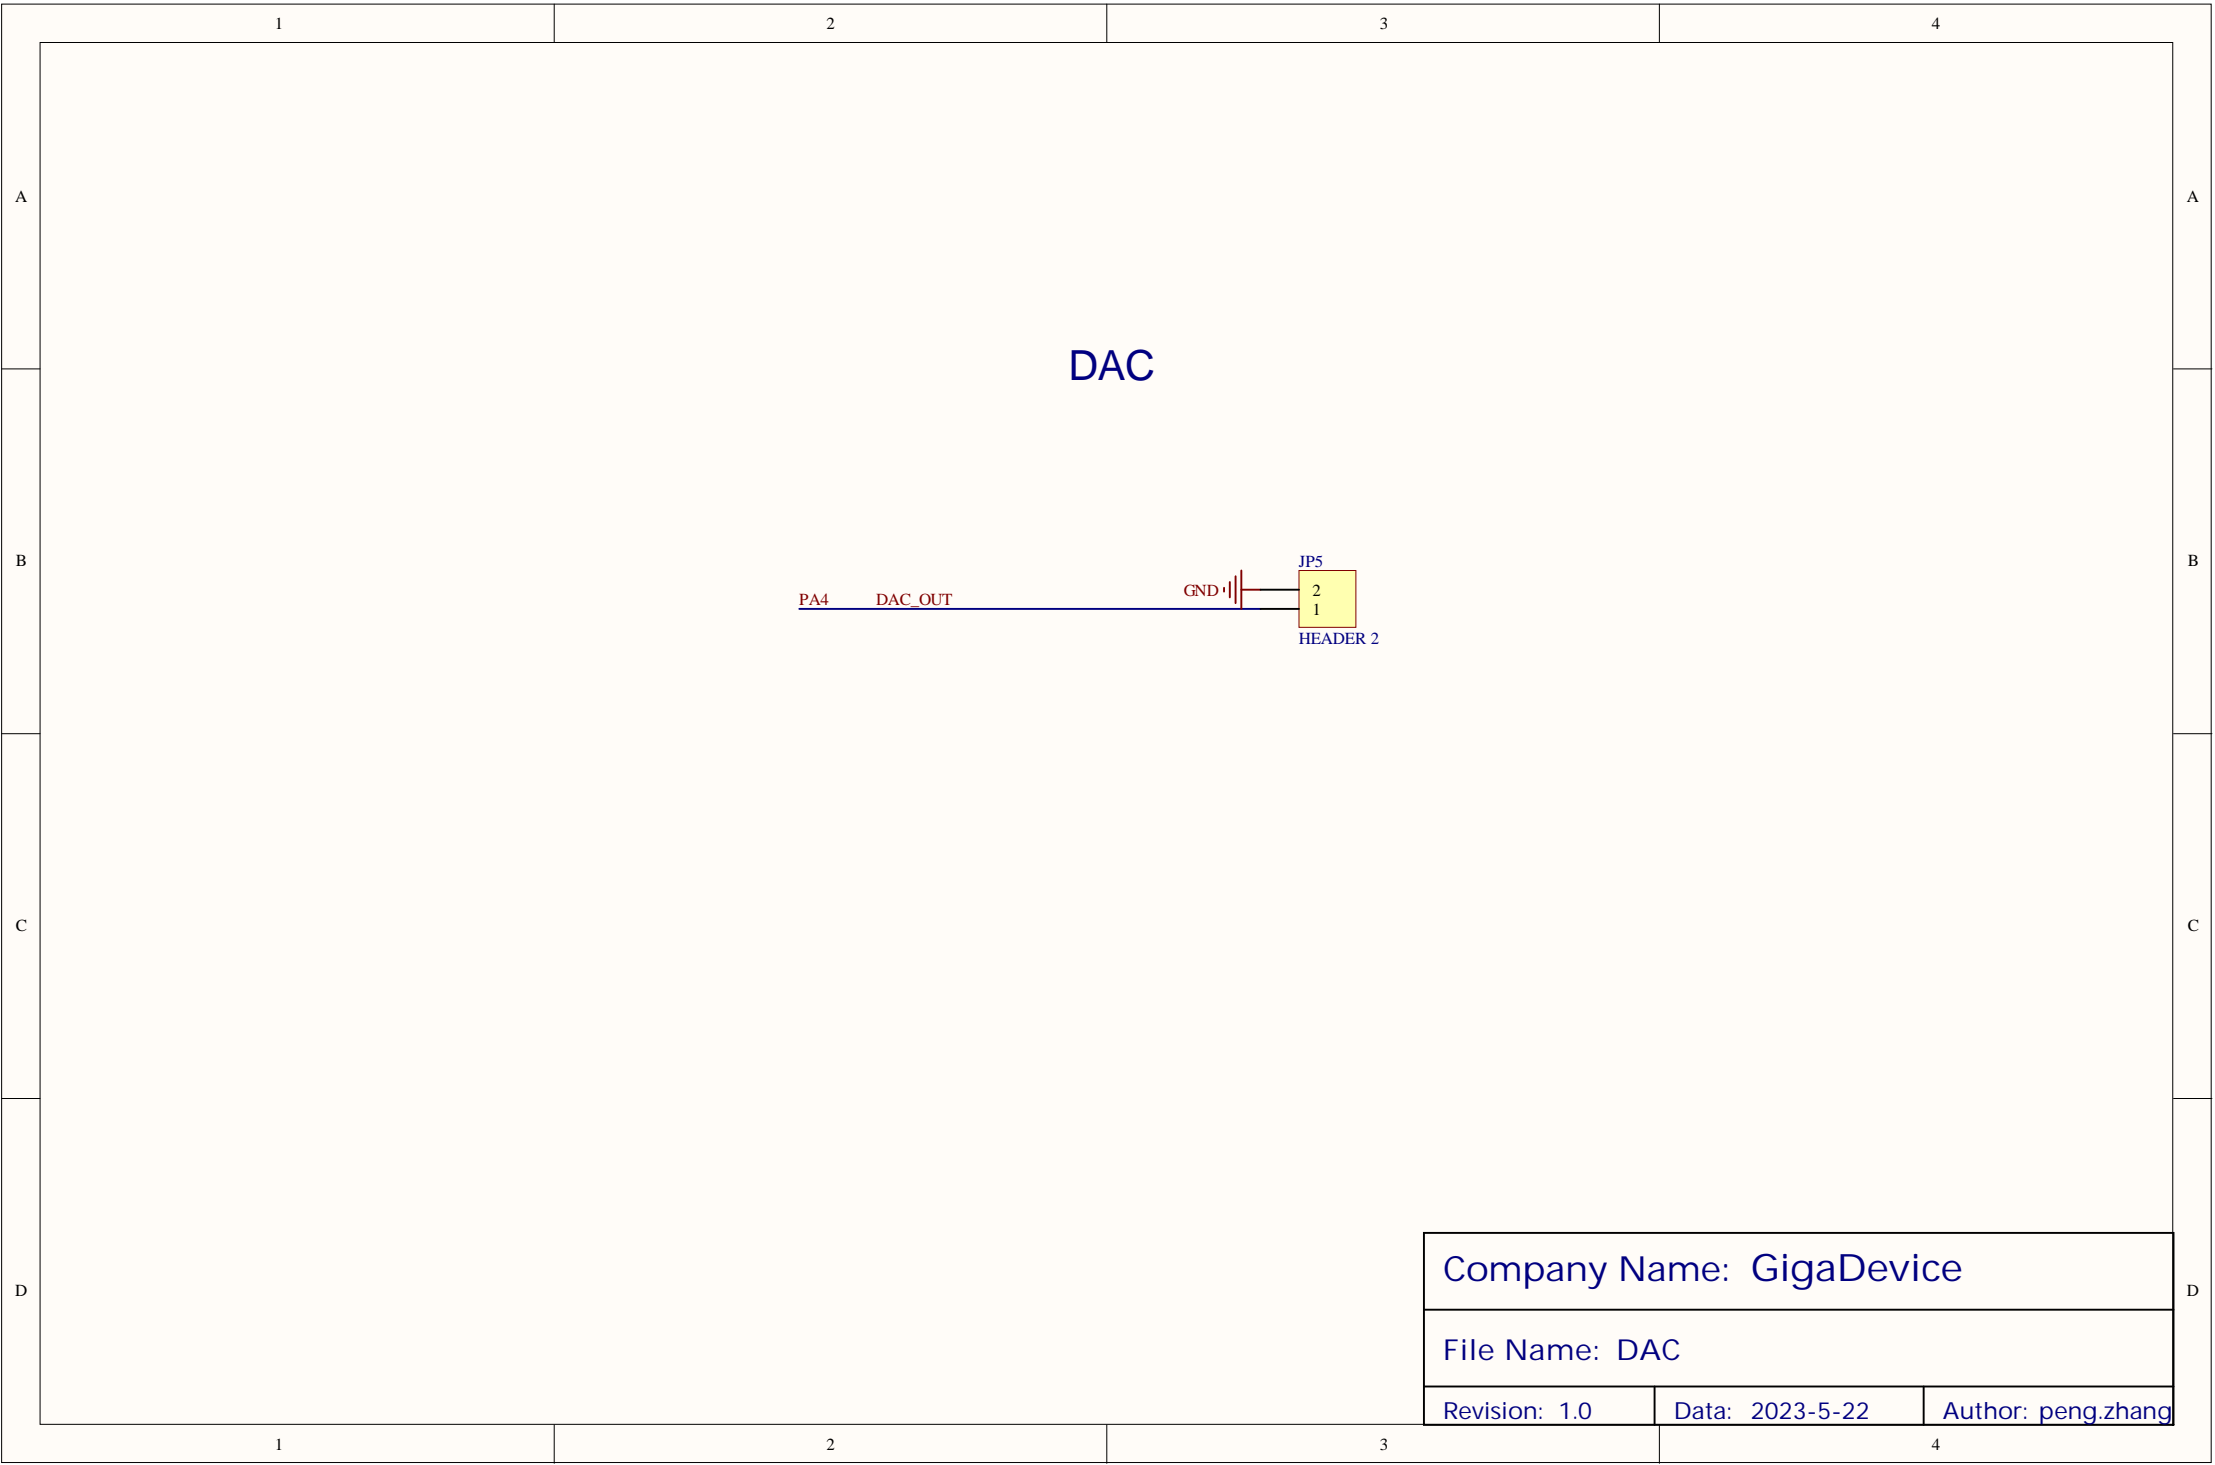 1 2 3 4
A A
DAC
B B
JP5
GND 2
PA4 DAC_OUT 1
HEADER 2
C C
Company Name: GigaDevice
D D
File Name: DAC
Revision: 1.0 Data: 2023-5-22 Author: peng.zhang
1 2 3 4